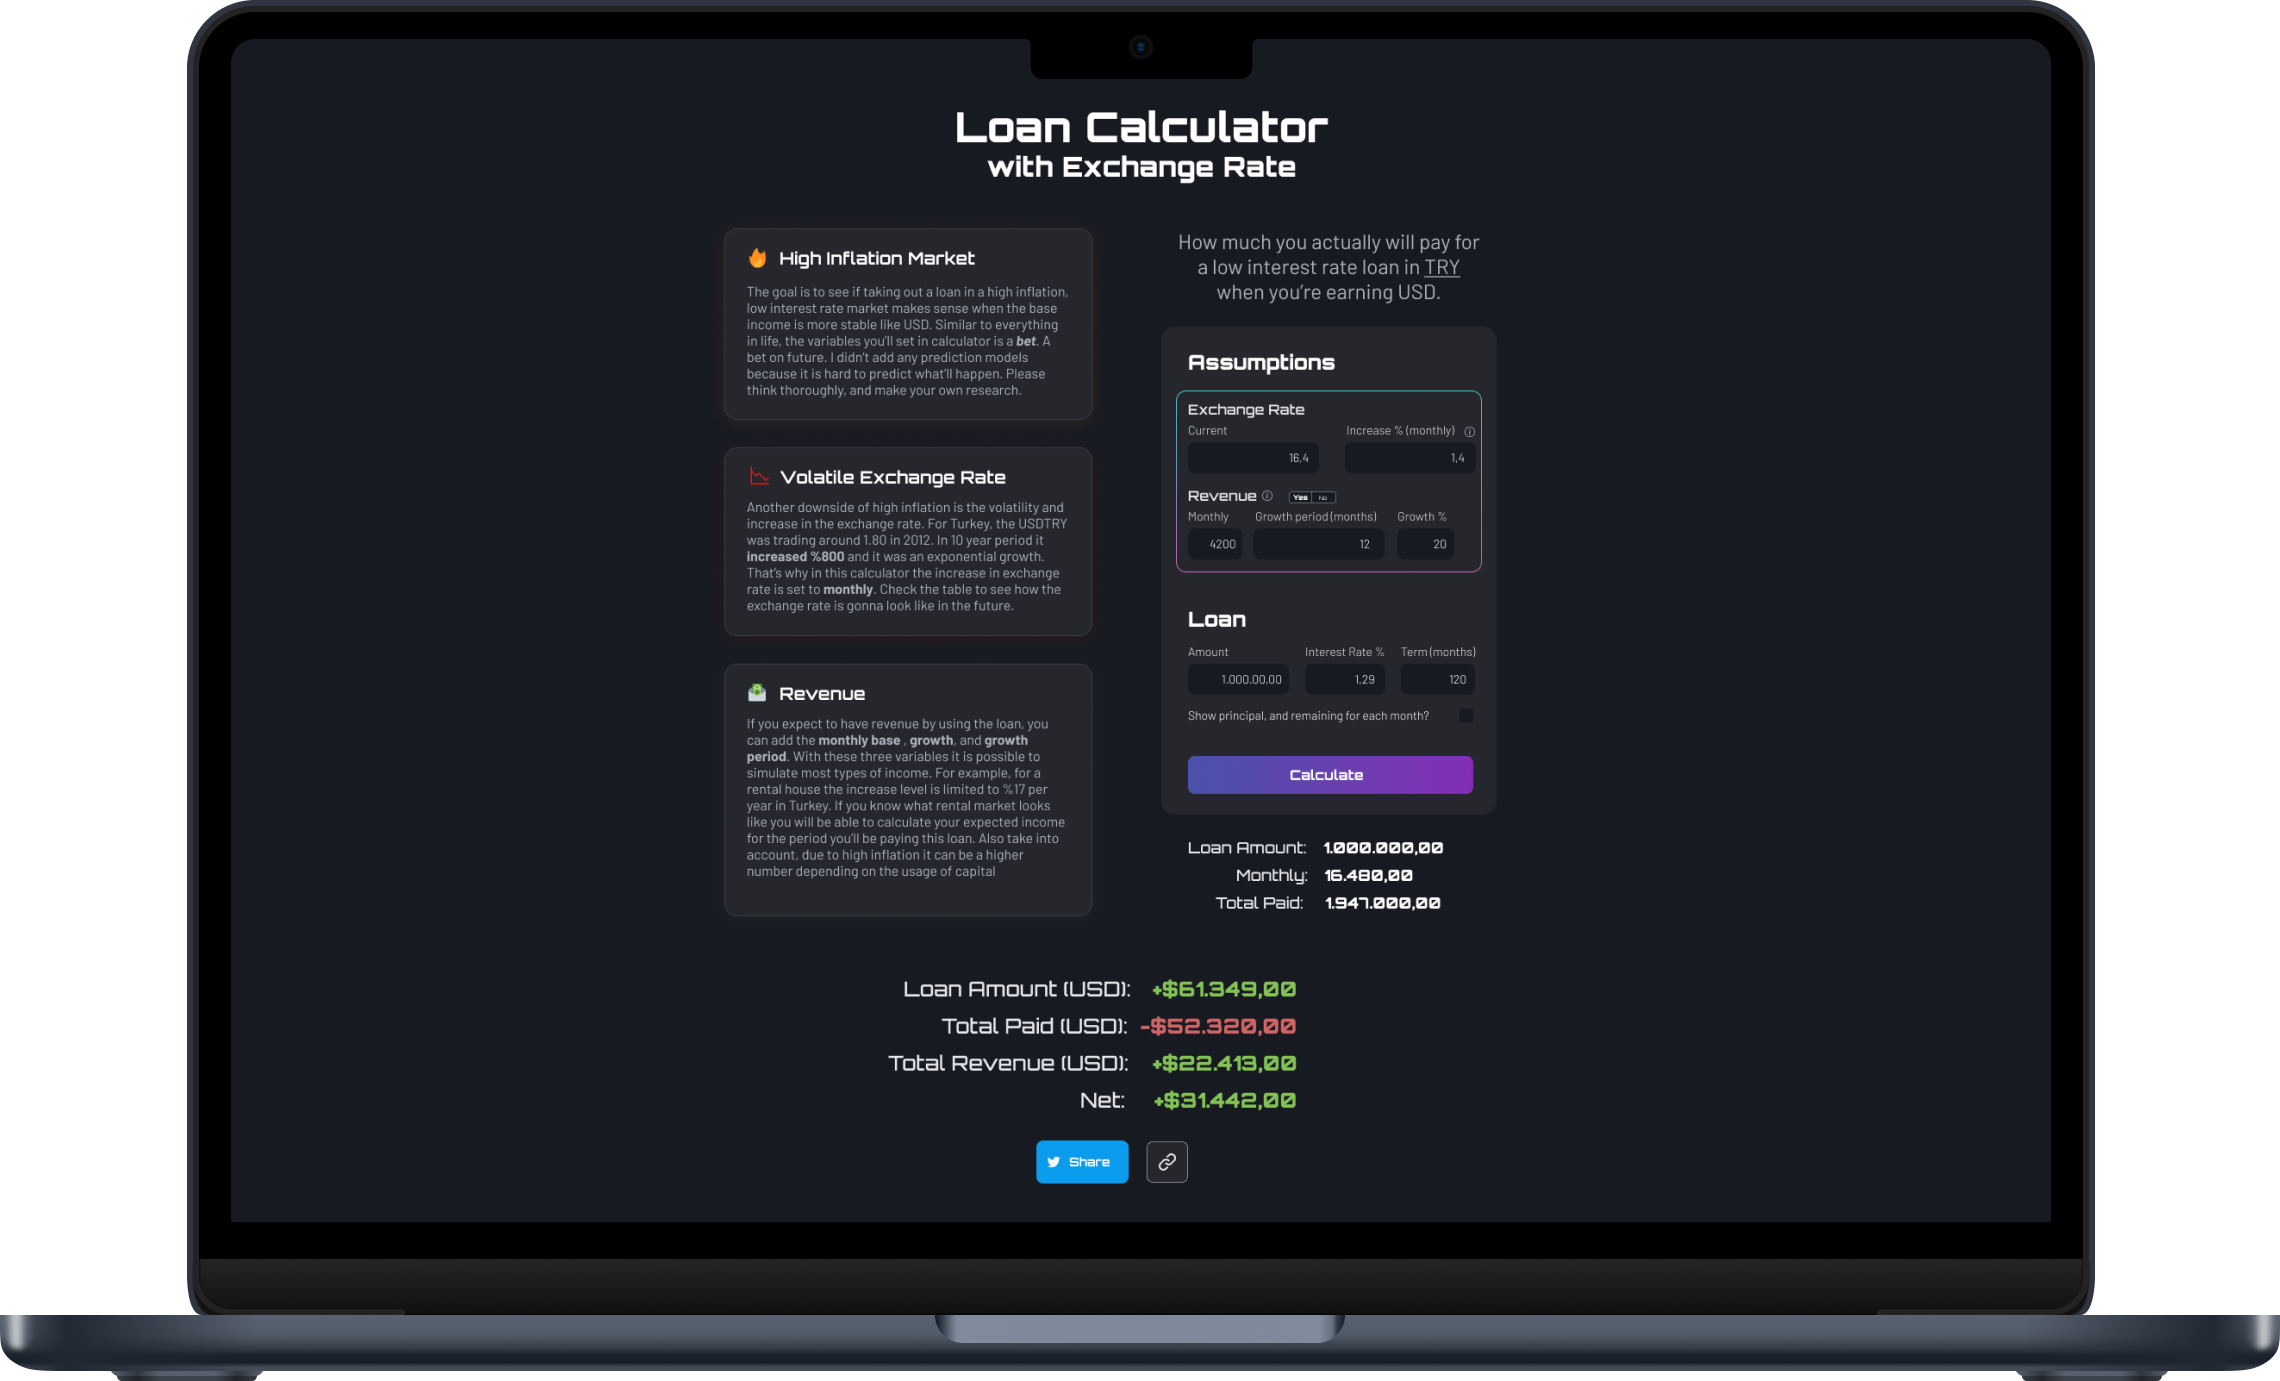 Loan Calculator
with Exchange Rate
High Inflation Market
The goal is to see if taking out a loan in a high inflation,
low interest rate market makes sense when the base
income is more stable like USD. Similar to everything
in life, the variables you'll set in calculator is a bet. A
bet on future. I didn't add any prediction models
because it is hard to predict what'll happen. Please
think thoroughly, and make your own research.
Volatile Exchange Rate
Another downside of high inflation is the volatility and
increase in the exchange rate. For Turkey, the USDTRY
was trading around 1.80 in 2012. In 10 year period it
increased %800 and it was an exponential growth.
That's why in this calculator the increase in exchange
rate is set to monthly. Check the table to see how the
exchange rate is gonna look like in the future.
Revenue
If you expect to have revenue by using the loan, you
can add the monthly base , growth, and growth
period. With these three variables it is possible to
simulate most types of income. For example, for a
rental house the increase level is limited to %17 per
year in Turkey. If you know what rental market looks
like you will be able to calculate your expected income
for the period you'll be paying this loan. Also take into
account, due to high inflation it can be a higher
number depending on the usage of capital
How much you actually will pay for
a low interest rate loan in TRY
when you're earning USD.
Assumptions
Exchange Rate
Current Increase % (monthly)
16,4 1,4
Revenue Yes No
Monthly Growth period (months) Growth %
4200 12 20
Loan
Amount Interest Rate % Term (months)
1.000.00,00 1,29 120
Show principal, and remaining for each month?
Calculate
Loan Amount: 1.000.000,00
Monthly: 16.480,00
Total Paid: 1.947.000,00
Loan Amount (USD): +$61.349,00
Total Paid (USD): -$52.320,00
Total Revenue (USD): +$22.413,00
Net: +$31.442,00
Share